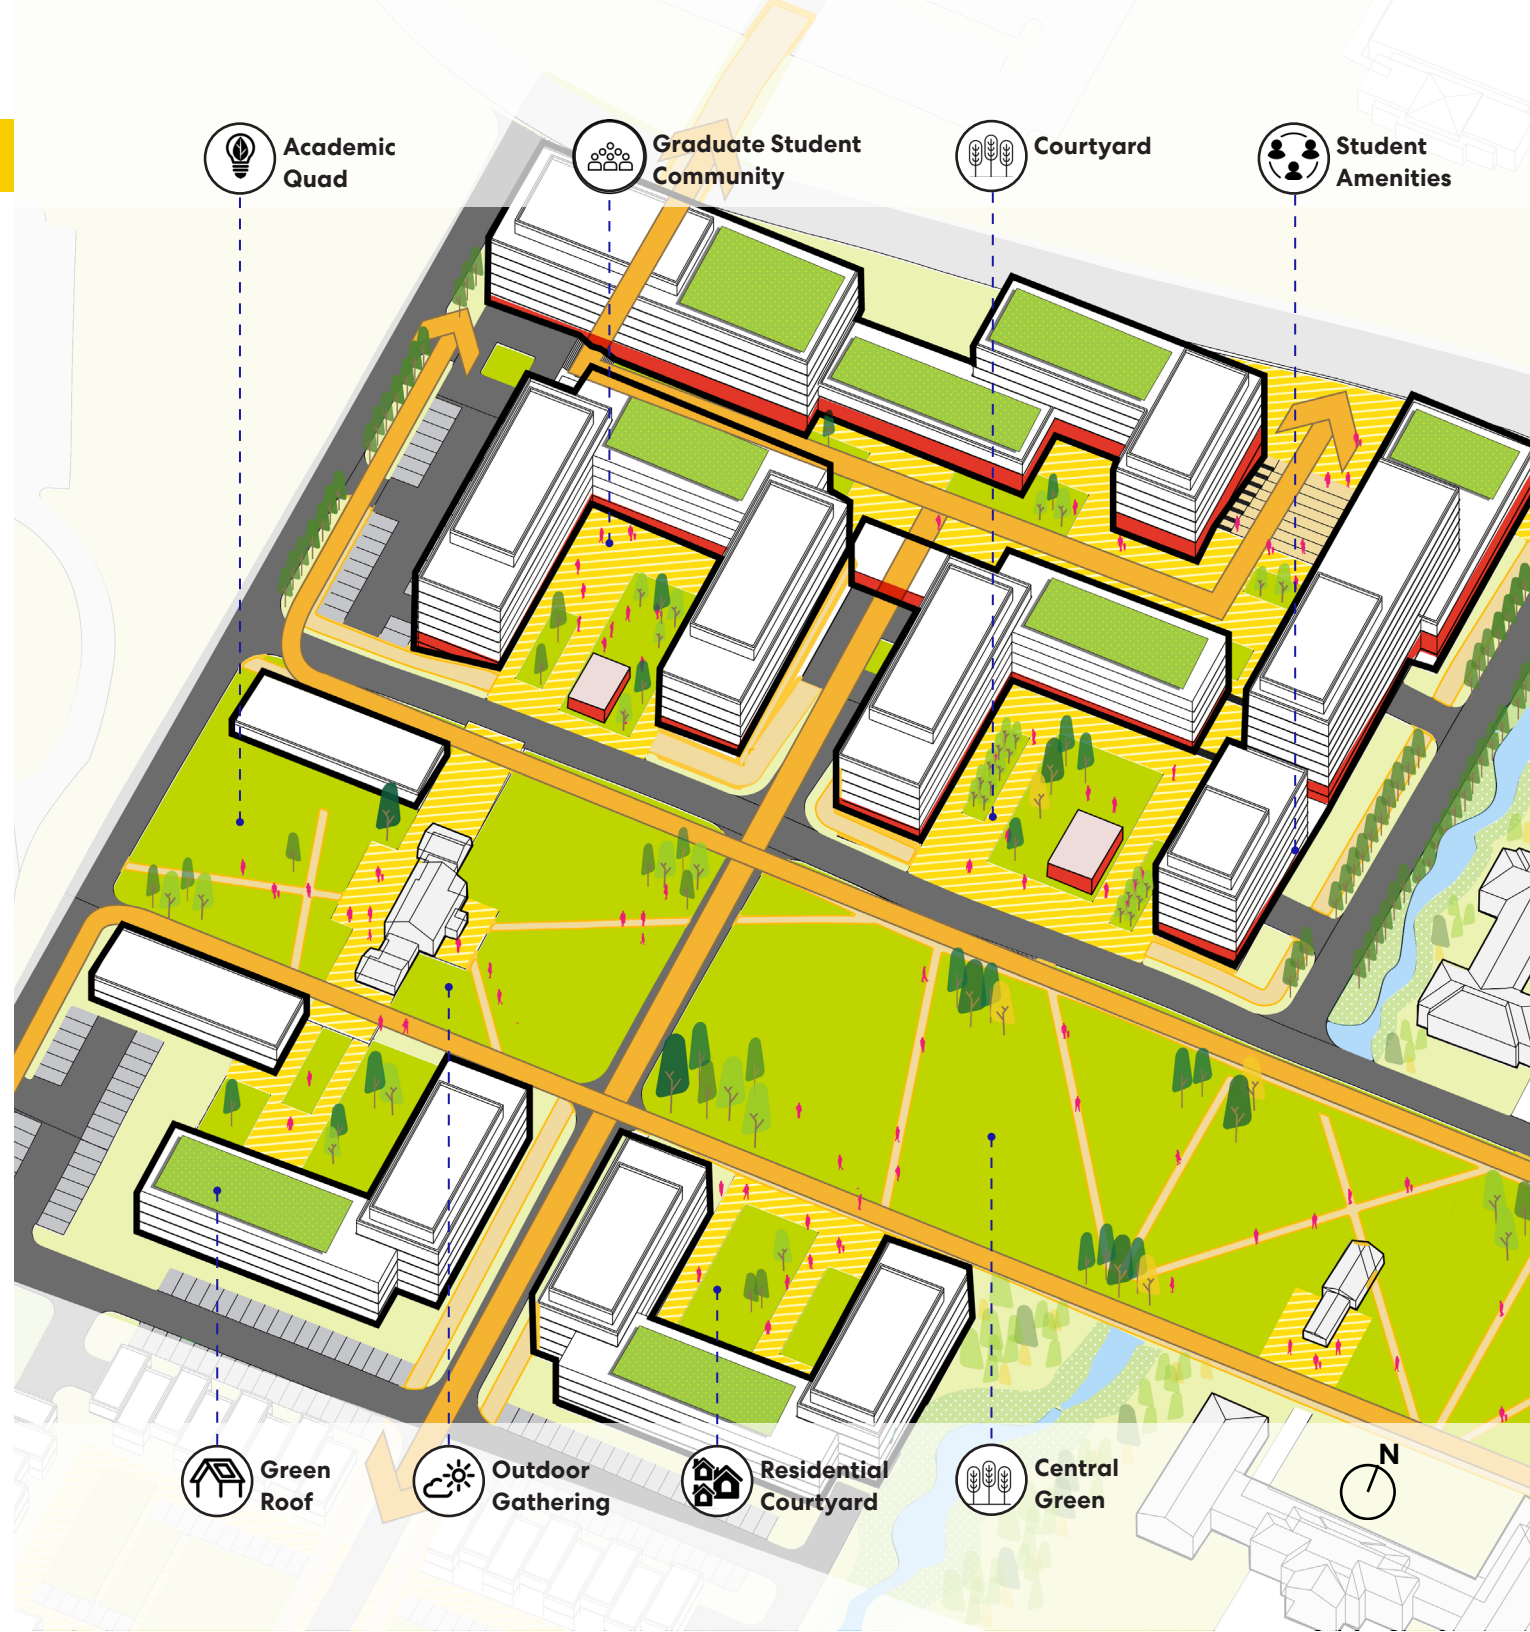 Academic
Quad
Graduate Student
Community
Courtyard
Student
Amenities
Green
Roof
Outdoor
Gathering
Residential
Courtyard
Central
Green
N